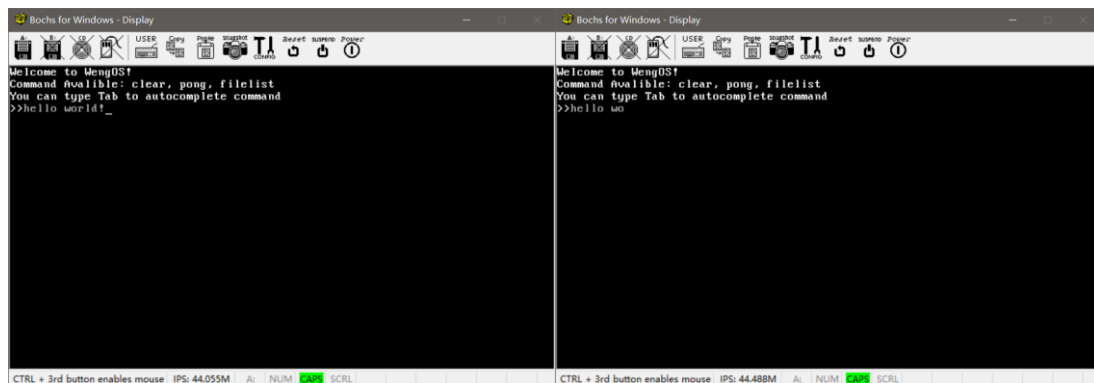 Bochs for Windows - Display
A: B: CD USER Copy Paste snapshot CONFIG Reset SUSPEND Power
Welcome to WengOS!
Command Avalible: clear, pong, filelist
You can type Tab to autocomplete command
>>hello world!_
CTRL + 3rd button enables mouse IPS: 44.055M A: NUM CAPS SCRL
Bochs for Windows - Display
A: B: CD USER Copy Paste snapshot CONFIG Reset SUSPEND Power
Welcome to WengOS!
Command Avalible: clear, pong, filelist
You can type Tab to autocomplete command
>>hello wo
CTRL + 3rd button enables mouse IPS: 44.488M A: NUM CAPS SCRL